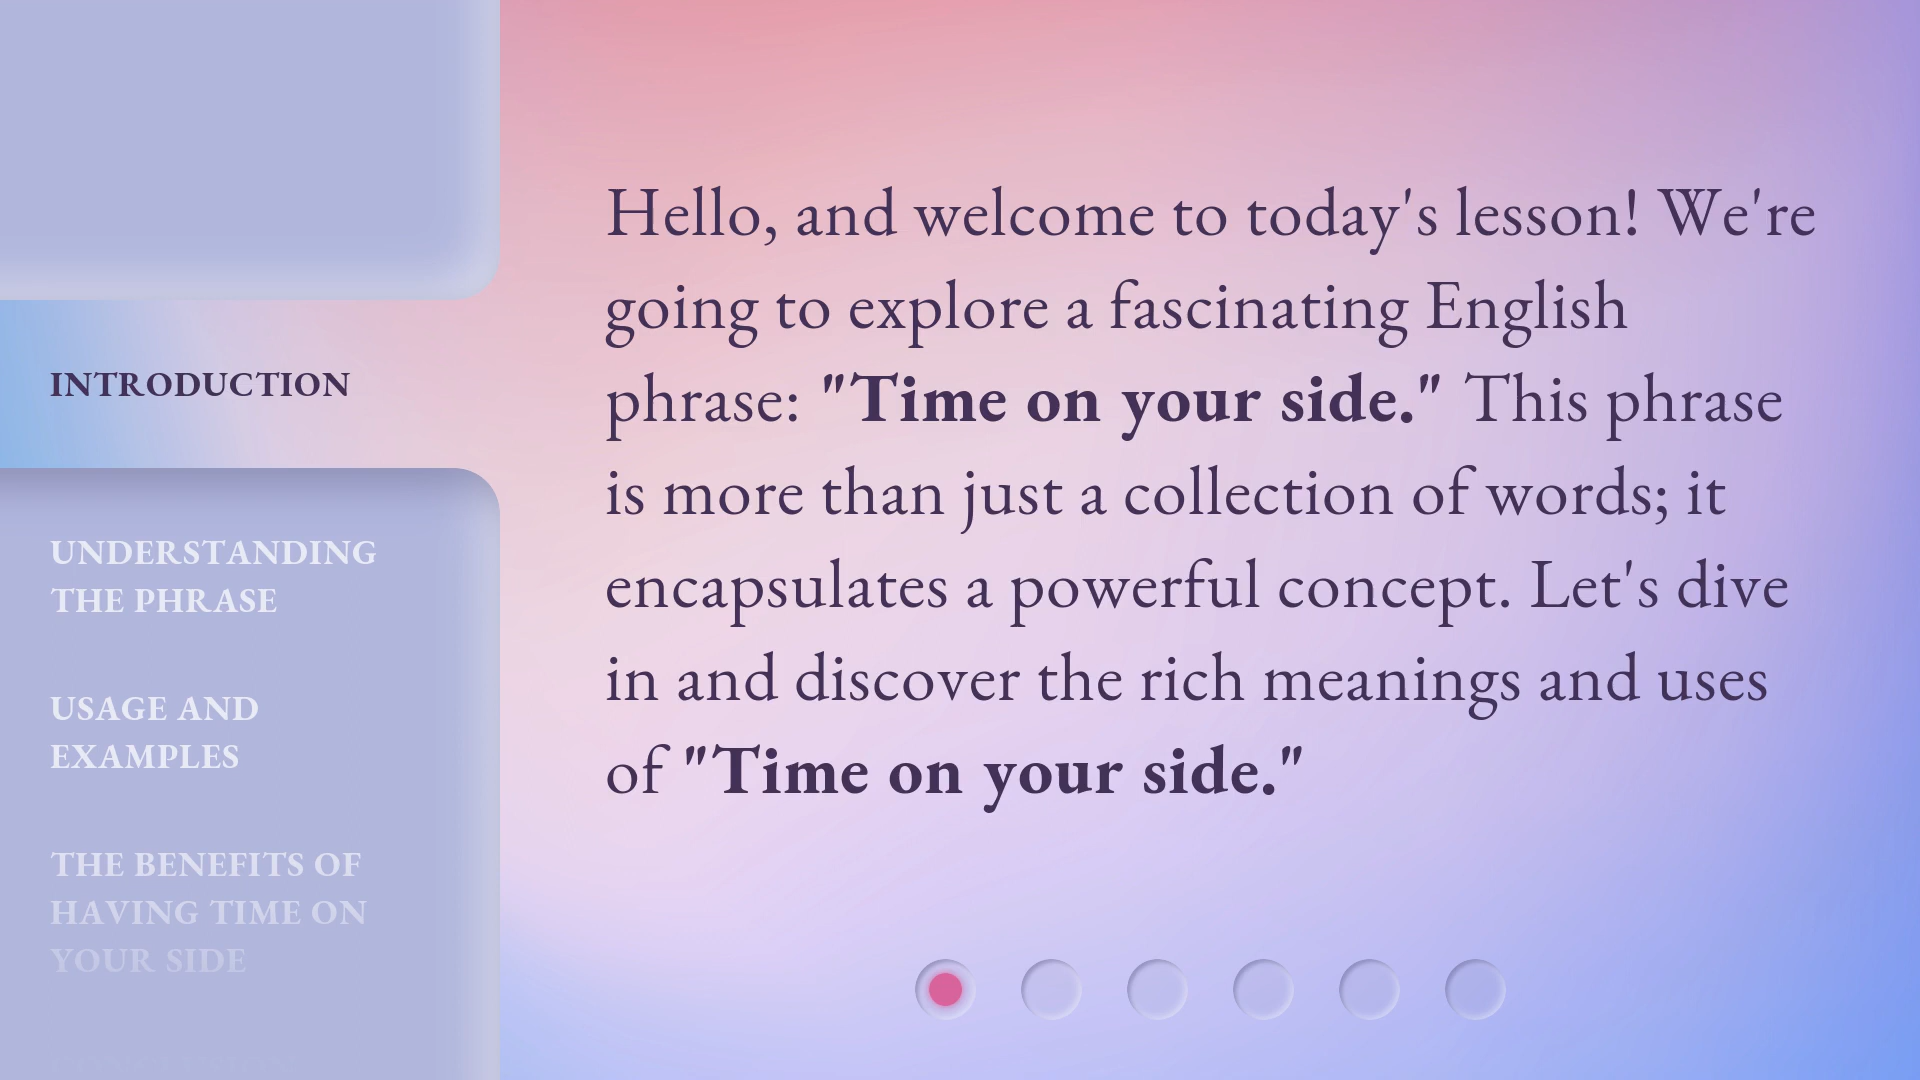 INTRODUCTION
UNDERSTANDING
THE PHRASE
USAGE AND
EXAMPLES
THE BENEFITS OF
HAVING TIME ON
YOUR SIDE
Hello, and welcome to today's lesson! We're
going to explore a fascinating English
phrase: "Time on your side." This phrase
is more than just a collection of words; it
encapsulates a powerful concept. Let's dive
in and discover the rich meanings and uses
of "Time on your side."